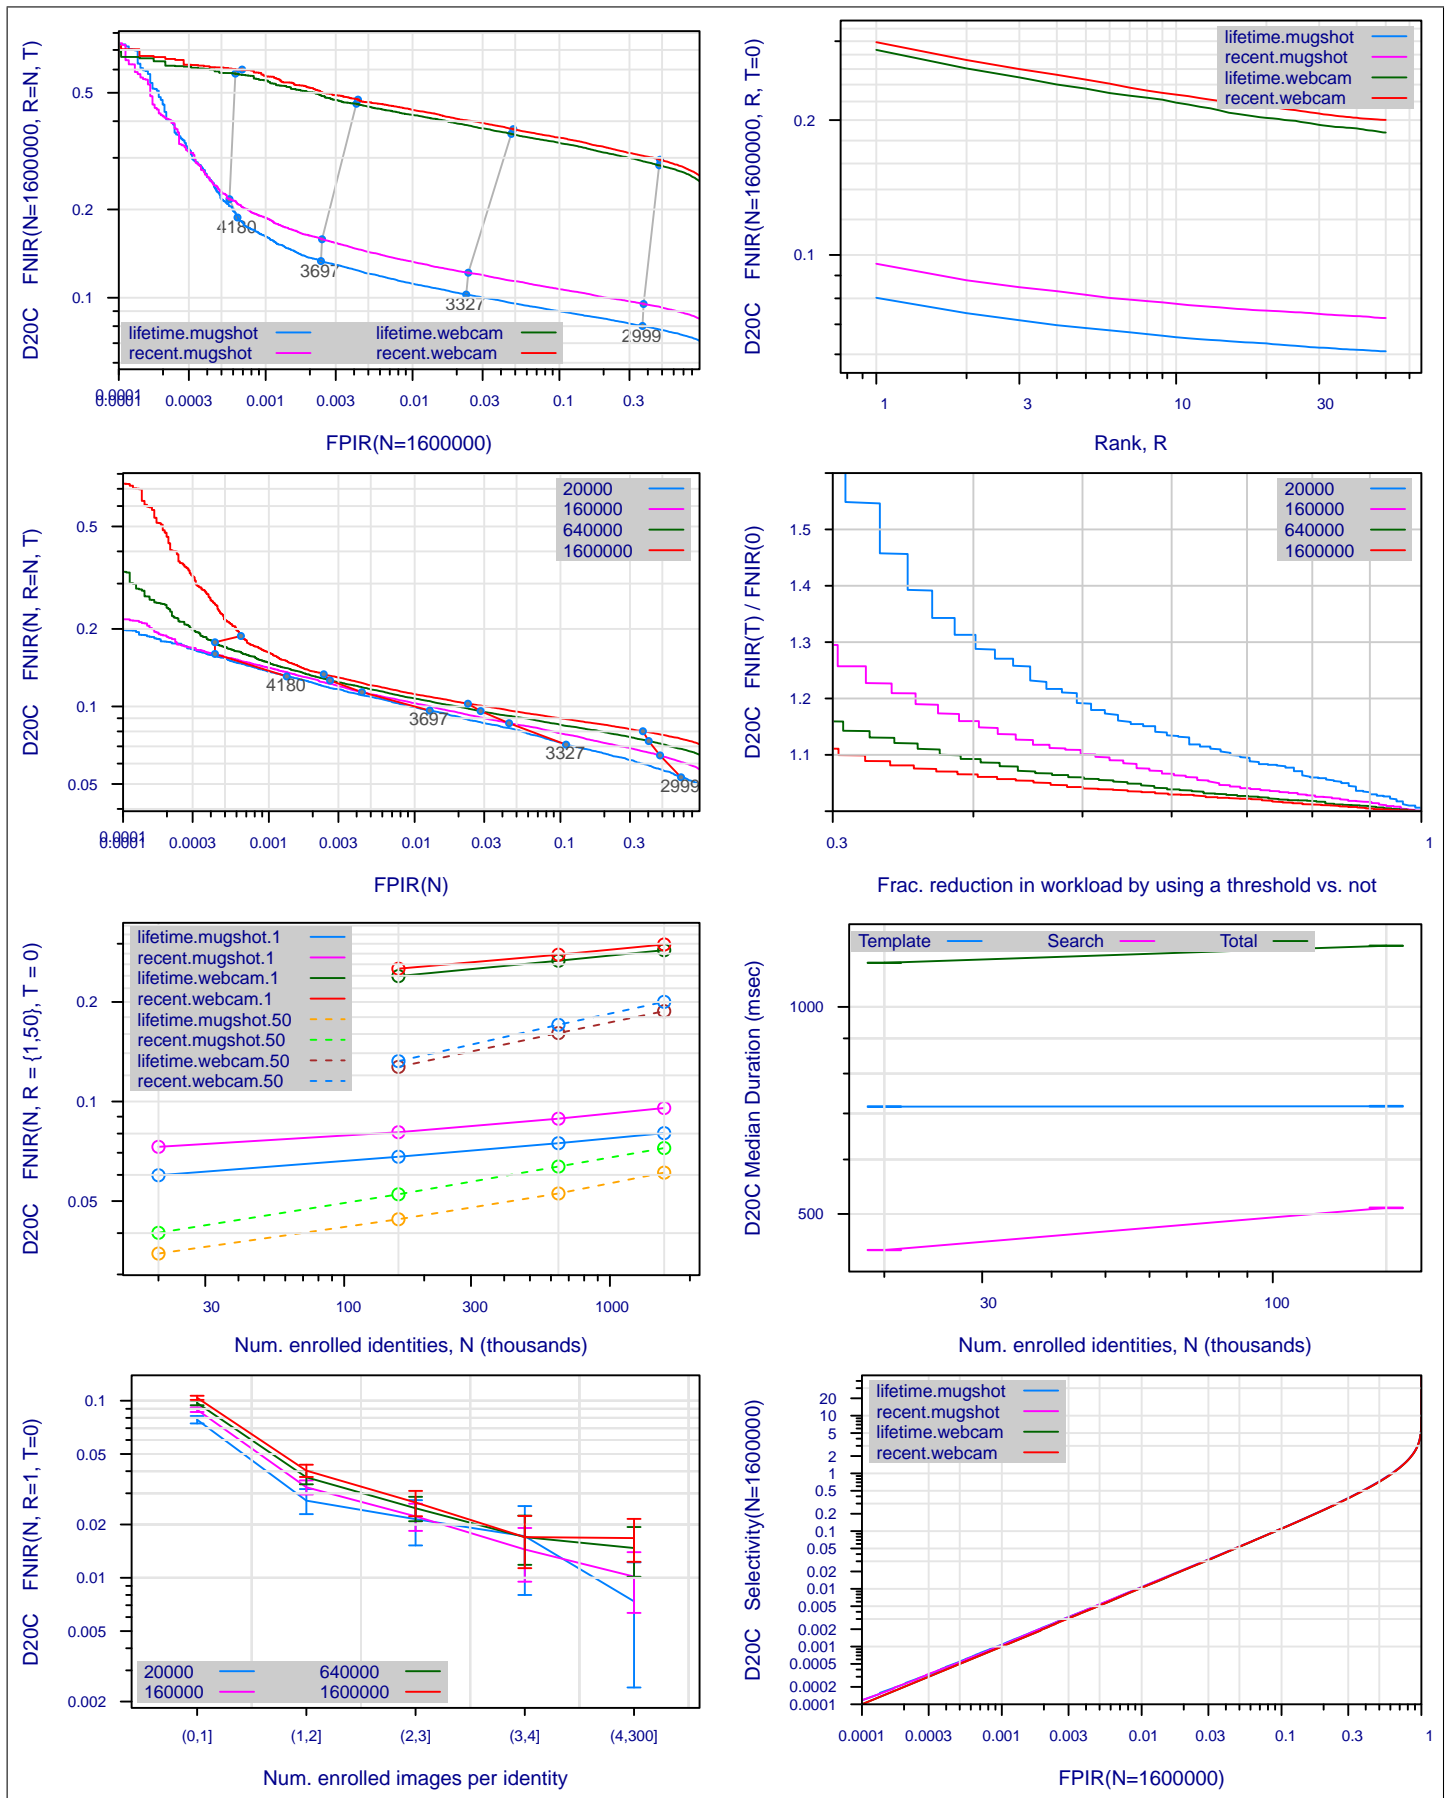 D20C FNIR(N=1600000, R=N, T)
0.5
0.2
0.1
4180
3697
3327
2999
lifetime.mugshot
recent.mugshot
lifetime.webcam
recent.webcam
0.0001
0.0001 0.0003 0.001 0.003 0.01 0.03 0.1 0.3
FPIR(N=1600000)
D20C FNIR(N=1600000, R, T=0)
0.2
0.1
lifetime.mugshot
recent.mugshot
lifetime.webcam
recent.webcam
1 3 10 30
Rank, R
D20C FNIR(N, R=N, T)
0.5
0.2
0.1
0.05
20000
160000
640000
1600000
4180
3697
3327
2999
0.0001
0.0001 0.0003 0.001 0.003 0.01 0.03 0.1 0.3
FPIR(N)
D20C FNIR(T) / FNIR(0)
1.5
1.4
1.3
1.2
1.1
20000
160000
640000
1600000
0.3 1
Frac. reduction in workload by using a threshold vs. not
D20C FNIR(N, R = {1,50}, T = 0)
0.2
0.1
0.05
lifetime.mugshot.1
recent.mugshot.1
lifetime.webcam.1
recent.webcam.1
lifetime.mugshot.50
recent.mugshot.50
lifetime.webcam.50
recent.webcam.50
30 100 300 1000
Num. enrolled identities, N (thousands)
D20C Median Duration (msec)
1000
500
Template Search Total
30 100
Num. enrolled identities, N (thousands)
D20C FNIR(N, R=1, T=0)
0.1
0.05
0.02
0.01
0.005
0.002
20000
160000
640000
1600000
(0,1] (1,2] (2,3] (3,4] (4,300]
Num. enrolled images per identity
D20C Selectivity(N=1600000)
20
10
5
2
1
0.5
0.2
0.1
0.05
0.02
0.01
0.005
0.002
0.001
0.0005
0.0002
0.0001
lifetime.mugshot
recent.mugshot
lifetime.webcam
recent.webcam
0.0001 0.0003 0.001 0.003 0.01 0.03 0.1 0.3 1
FPIR(N=1600000)